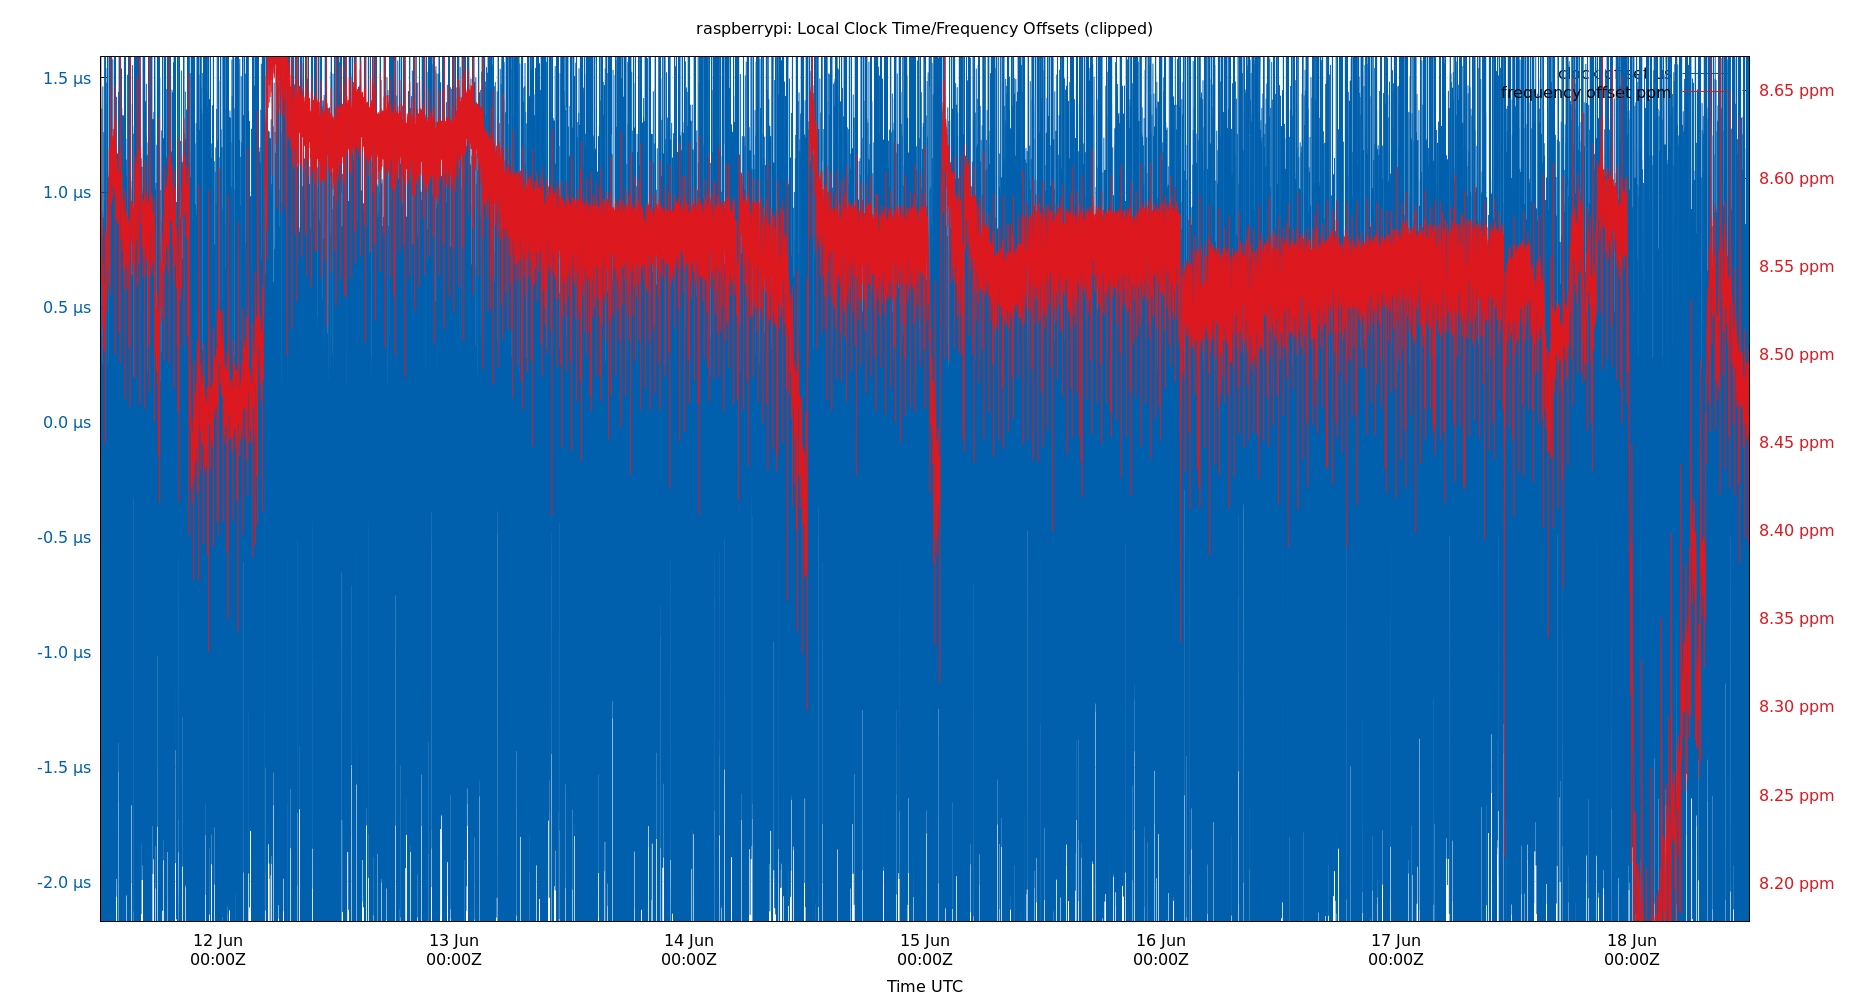 raspberrypi: Local Clock Time/Frequency Offsets (clipped)
clock offset µs
frequency offset ppm
1.5 µs
1.0 µs
0.5 µs
0.0 µs
-0.5 µs
-1.0 µs
-1.5 µs
-2.0 µs
8.65 ppm
8.60 ppm
8.55 ppm
8.50 ppm
8.45 ppm
8.40 ppm
8.35 ppm
8.30 ppm
8.25 ppm
8.20 ppm
12 Jun
00:00Z
13 Jun
00:00Z
14 Jun
00:00Z
15 Jun
00:00Z
16 Jun
00:00Z
17 Jun
00:00Z
18 Jun
00:00Z
Time UTC